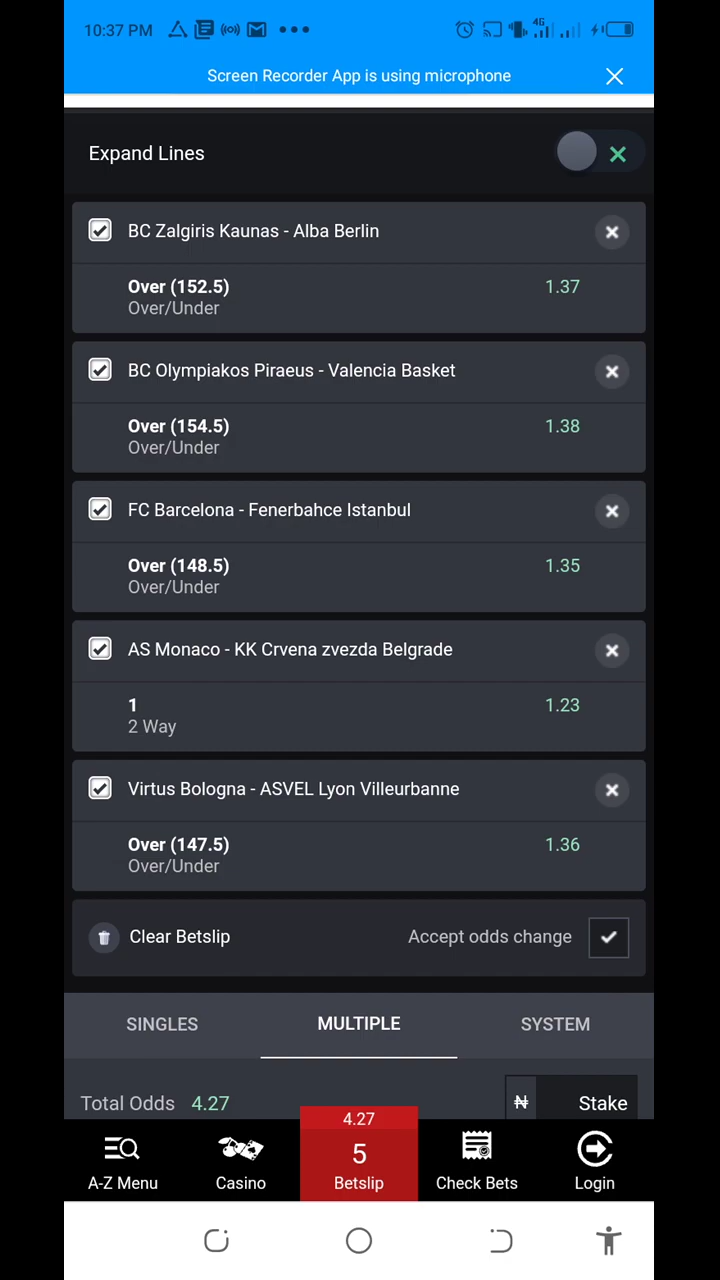 10:37 PM
4G
Screen Recorder App is using microphone
Expand Lines
BC Zalgiris Kaunas - Alba Berlin
Over (152.5) 1.37
Over/Under
BC Olympiakos Piraeus - Valencia Basket
Over (154.5) 1.38
Over/Under
FC Barcelona - Fenerbahce Istanbul
Over (148.5) 1.35
Over/Under
AS Monaco - KK Crvena zvezda Belgrade
1 1.23
2 Way
Virtus Bologna - ASVEL Lyon Villeurbanne
Over (147.5) 1.36
Over/Under
Clear Betslip Accept odds change
SINGLES MULTIPLE SYSTEM
Total Odds 4.27 ₦ Stake
4.27
5
A-Z Menu Casino Betslip Check Bets Login